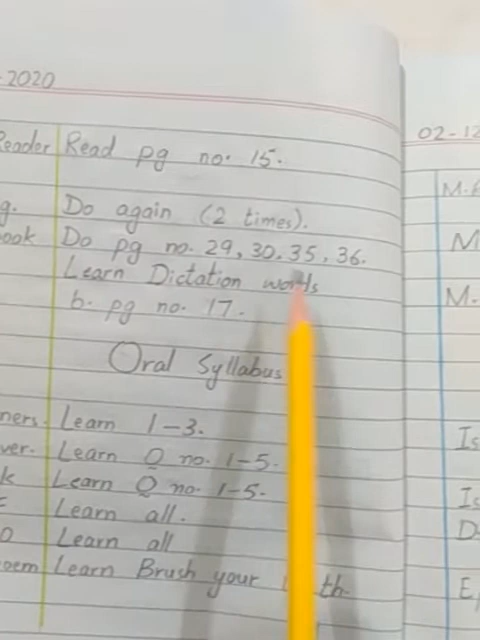 -2020
Reader Read pg no. 15.
g. Do again (2 times).
ook Do pg no. 29, 30, 35, 36.
Learn Dictation words
b. pg no. 17.
Oral Syllabus
ners. Learn 1-3.
ver. Learn Q no. 1-5.
k Learn Q no. 1-5.
Learn all.
Learn all
oem Learn Brush your
02-12
M.
M
M.
Is
Is
D
E